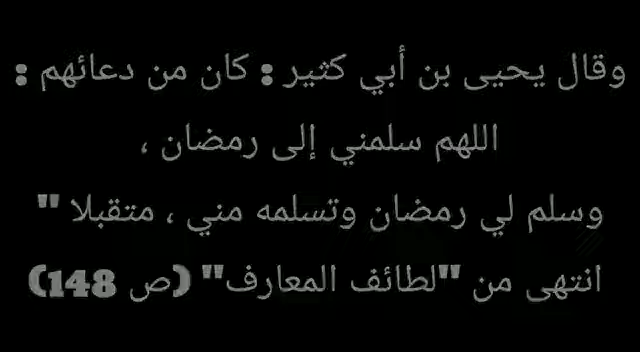 وقال يحيى بن أبي كثير : كان من دعائهم :
اللهم سلمني إلى رمضان ،
وسلم لي رمضان وتسلمه مني ، متقبلا "
انتهى من "لطائف المعارف" (ص 148)